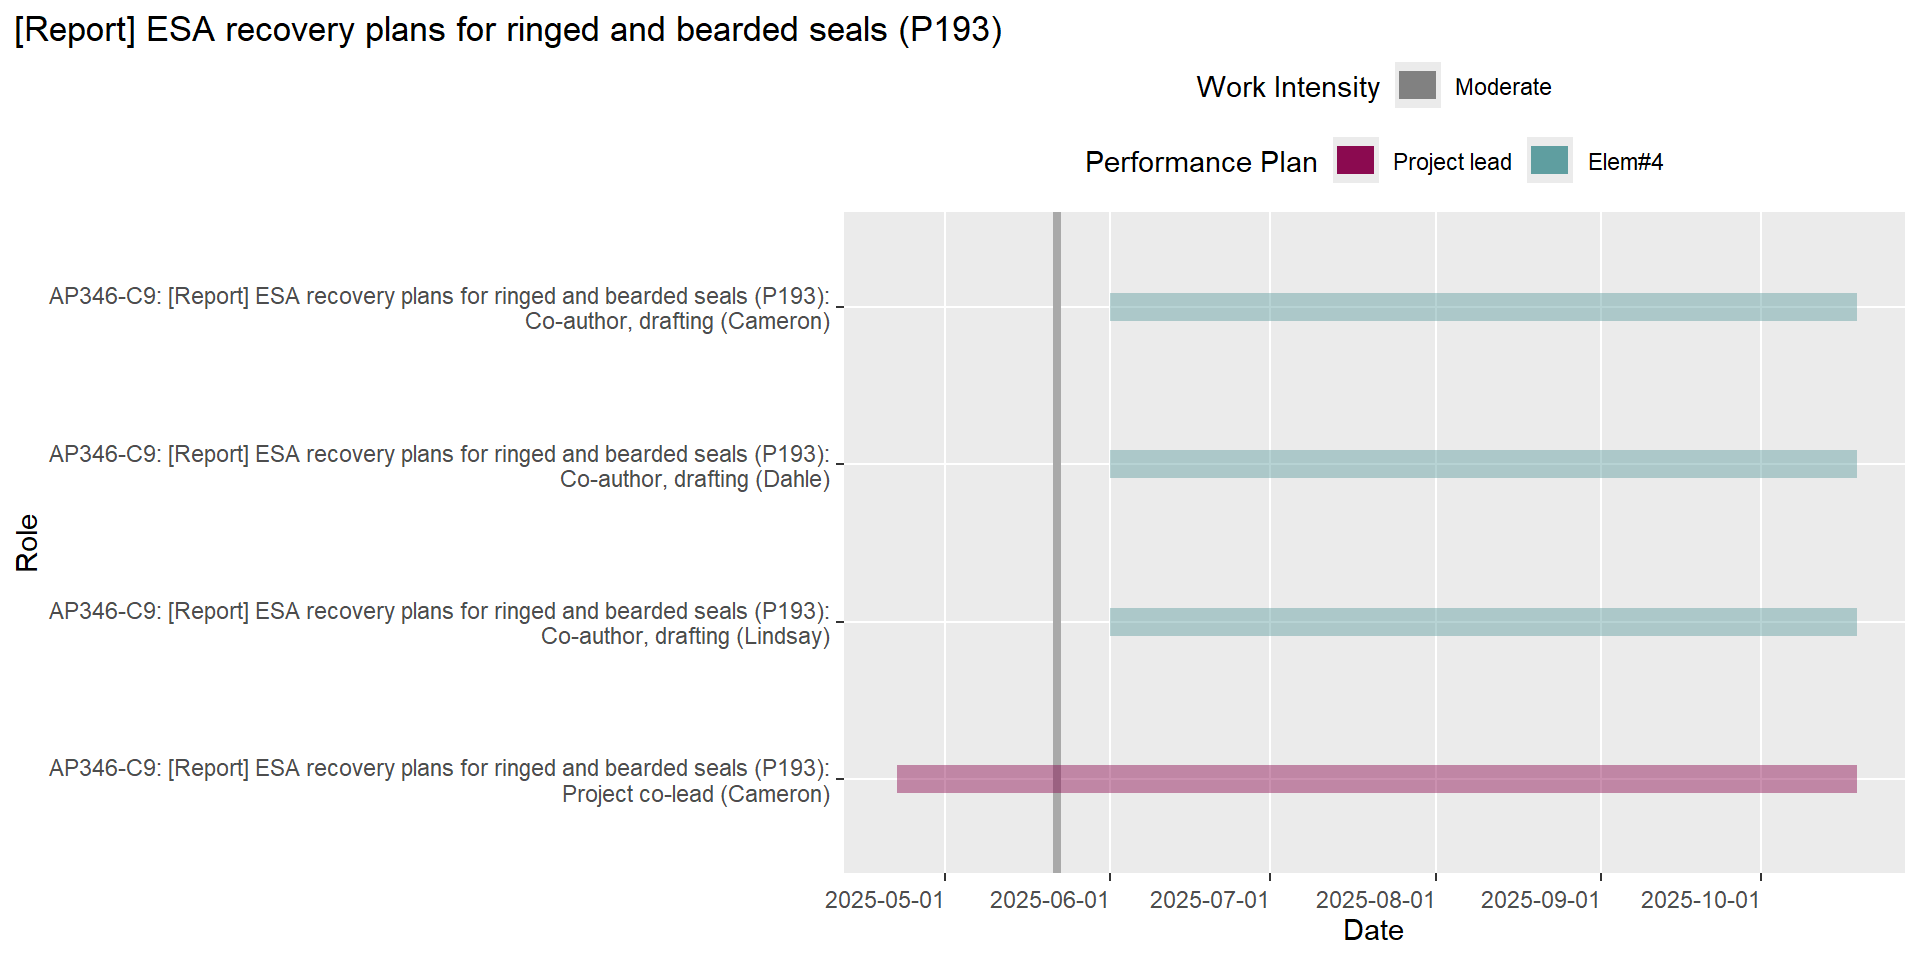 [Report] ESA recovery plans for ringed and bearded seals (P193)
Work Intensity Moderate
Performance Plan Project lead Elem#4
AP346-C9: [Report] ESA recovery plans for ringed and bearded seals (P193):
Co-author, drafting (Cameron)
AP346-C9: [Report] ESA recovery plans for ringed and bearded seals (P193):
Co-author, drafting (Dahle)
Role
AP346-C9: [Report] ESA recovery plans for ringed and bearded seals (P193):
Co-author, drafting (Lindsay)
AP346-C9: [Report] ESA recovery plans for ringed and bearded seals (P193):
Project co-lead (Cameron)
2025-05-01 2025-06-01 2025-07-01 2025-08-01 2025-09-01 2025-10-01
Date